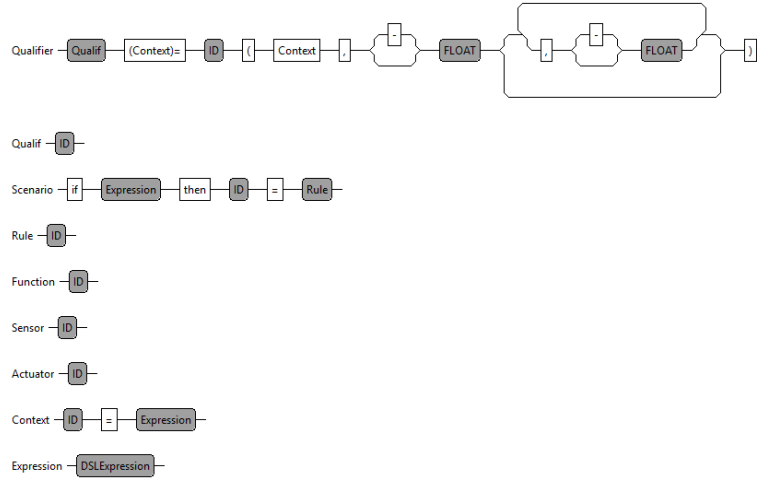 Qualifier Qualif (Context)= ID ( Context , - FLOAT , - FLOAT )
Qualif ID
Scenario if Expression then ID = Rule
Rule ID
Function ID
Sensor ID
Actuator ID
Context ID = Expression
Expression DSLExpression